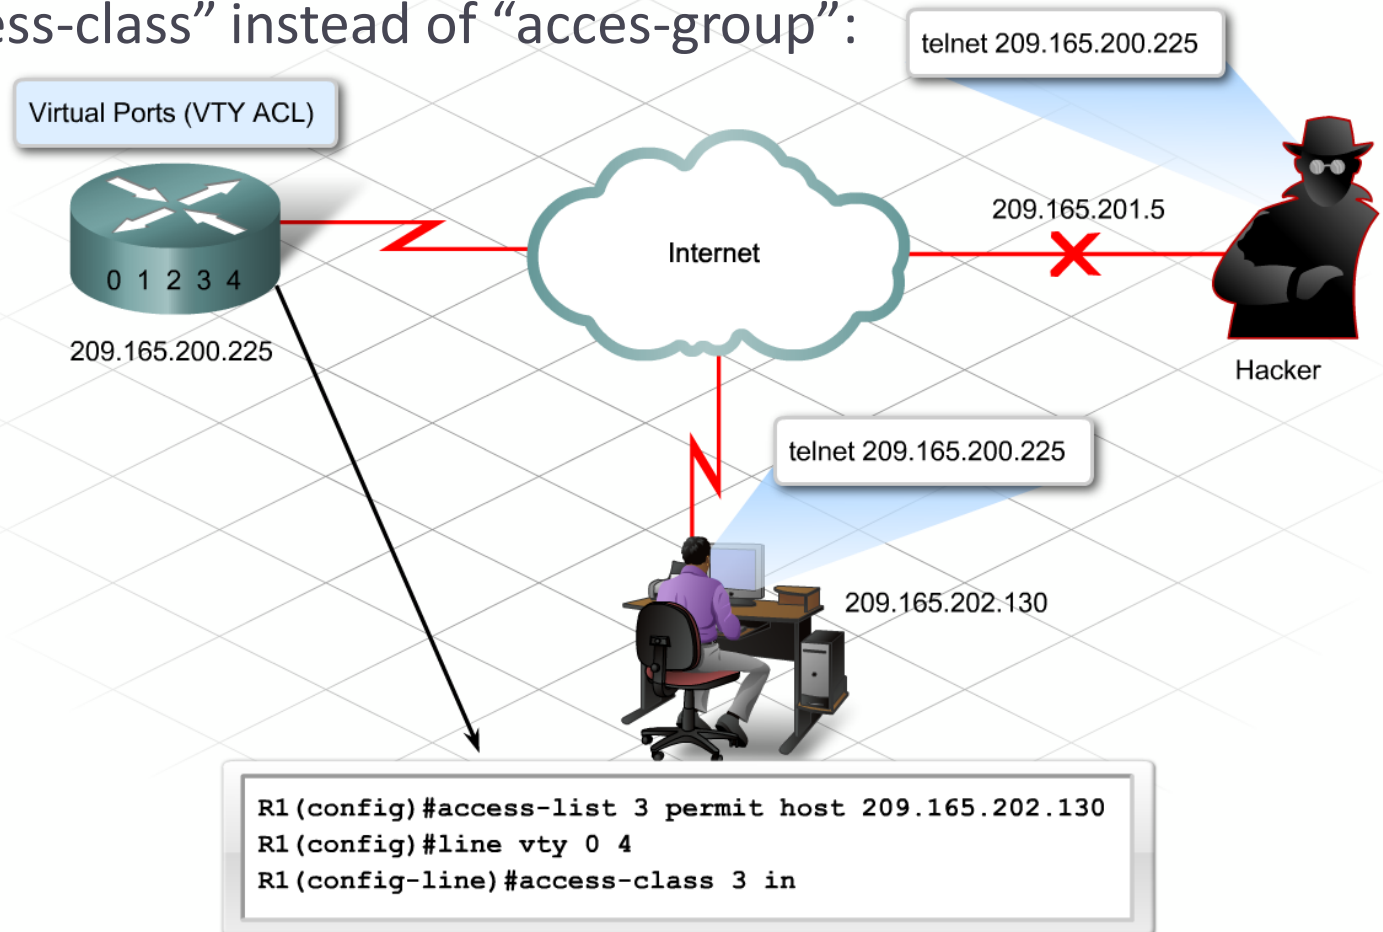 ess-class” instead of “acces-group”:
telnet 209.165.200.225
Virtual Ports (VTY ACL)
209.165.201.5
Internet
0 1 2 3 4
209.165.200.225
Hacker
telnet 209.165.200.225
209.165.202.130
R1(config)#access-list 3 permit host 209.165.202.130
R1(config)#line vty 0 4
R1(config-line)#access-class 3 in